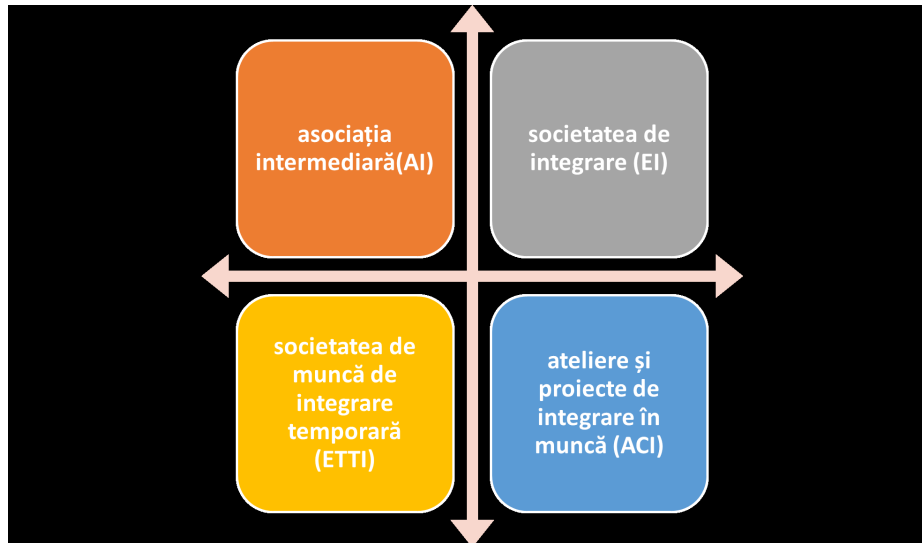 asociația
intermediară(AI)
societatea de
integrare (EI)
societatea de
muncă de
integrare
temporară
(ETTI)
ateliere și
proiecte de
integrare în
muncă (ACI)